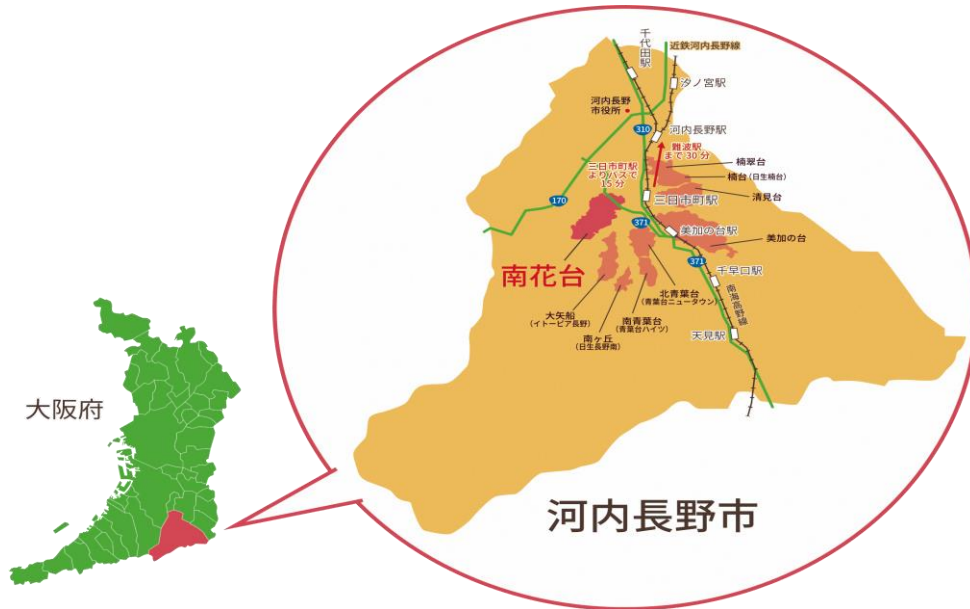 近鉄河内長野線
千代田駅
汐ノ宮駅
河内長野
市役所
310
河内長野駅
難波駅
まで 30 分
楠翠台
楠台(日生楠台)
清見台
三日市町駅
よりバスで
15 分
170
三日市町駅
371
美加の台駅
美加の台
南花台
371
千早口駅
北青葉台
(青葉台ニュータウン)
南海高野線
大矢船
(イトーピア長野)
南青葉台
(青葉台ハイツ)
天見駅
南ヶ丘
(日生長野南)
大阪府
河内長野市